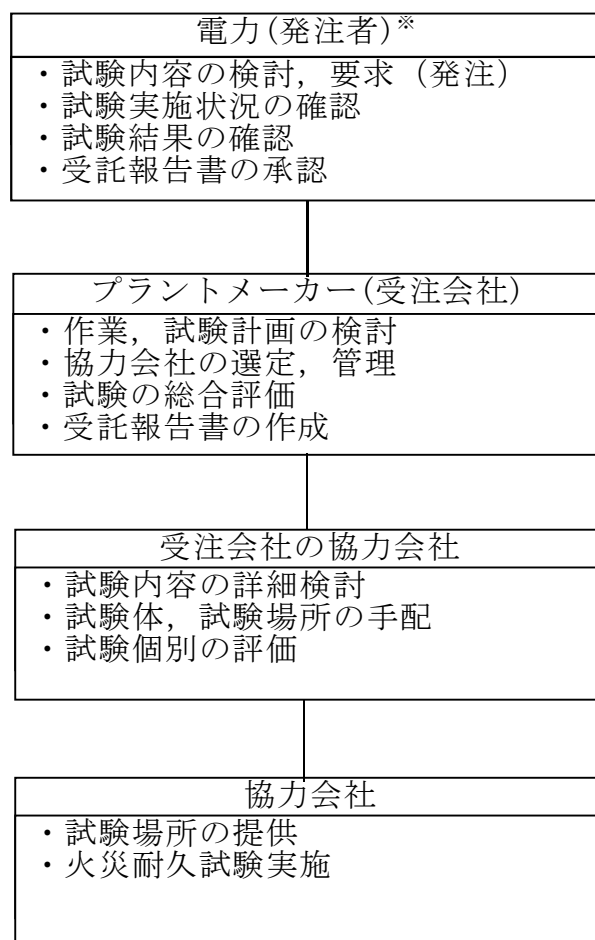 電力(発注者)※
・試験内容の検討，要求（発注）
・試験実施状況の確認
・試験結果の確認
・受託報告書の承認
プラントメーカー(受注会社)
・作業，試験計画の検討
・協力会社の選定，管理
・試験の総合評価
・受託報告書の作成
受注会社の協力会社
・試験内容の詳細検討
・試験体，試験場所の手配
・試験個別の評価
協力会社
・試験場所の提供
・火災耐久試験実施